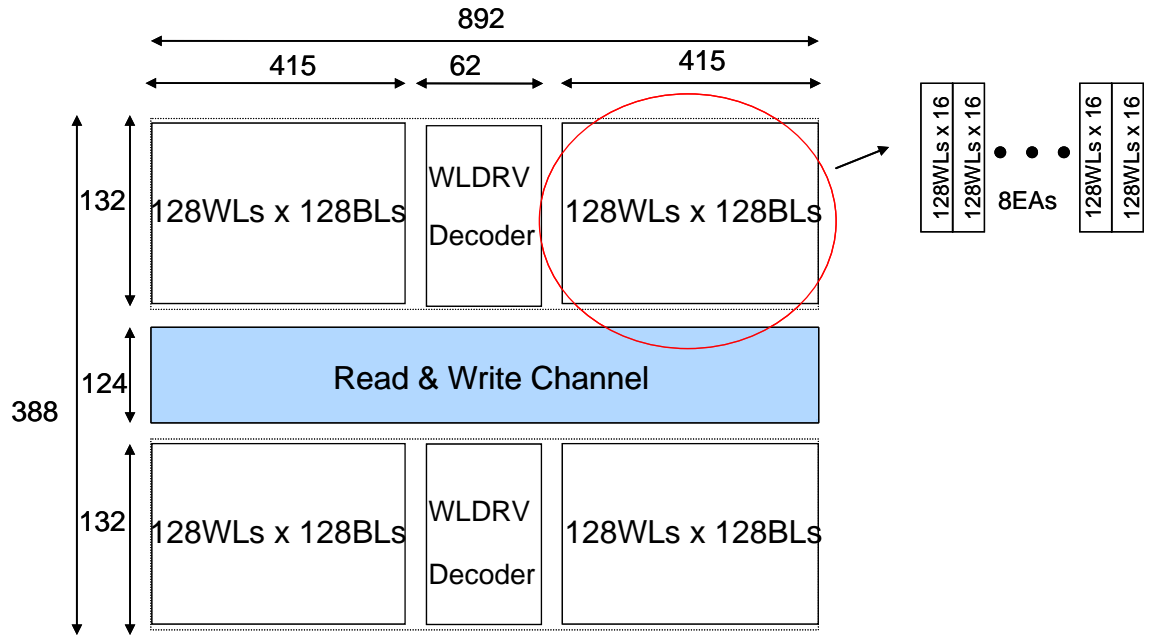 892
415
62
415
128WLs x 16
128WLs x 16
8EAs
128WLs x 16
128WLs x 16
388
132
128WLs x 128BLs
WLDRV
Decoder
128WLs x 128BLs
124
Read & Write Channel
132
128WLs x 128BLs
WLDRV
Decoder
128WLs x 128BLs